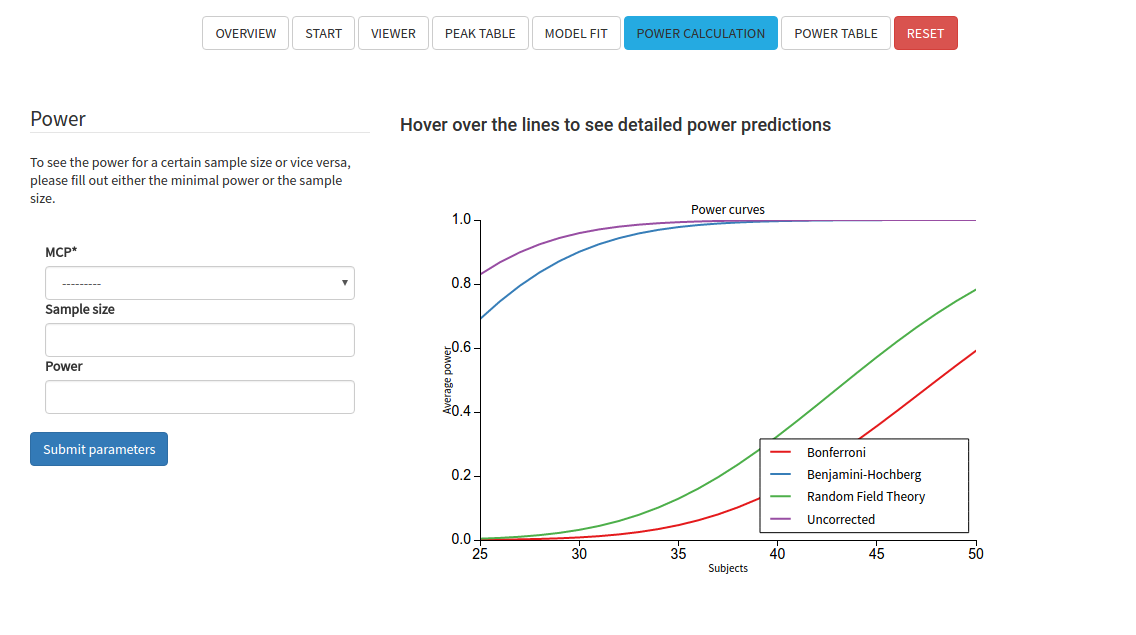 OVERVIEW START VIEWER PEAK TABLE MODEL FIT POWER CALCULATION POWER TABLE RESET
Power
To see the power for a certain sample size or vice versa,
please fill out either the minimal power or the sample
size.
MCP*
---------
Sample size
Power
Submit parameters
Hover over the lines to see detailed power predictions
Power curves
1.0
0.8
0.6
0.4
0.2
0.0
Average power
25 30 35 40 45 50
Subjects
Bonferroni
Benjamini-Hochberg
Random Field Theory
Uncorrected